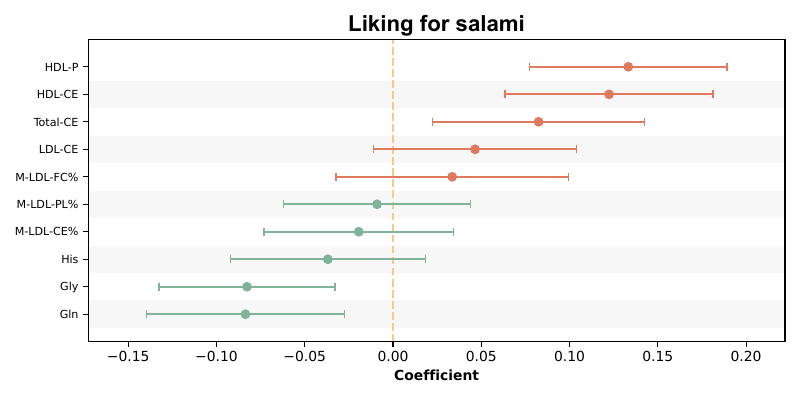 Liking for salami
HDL-P
HDL-CE
Total-CE
LDL-CE
M-LDL-FC%
M-LDL-PL%
M-LDL-CE%
His
Gly
Gln
−0.15 −0.10 −0.05 0.00 0.05 0.10 0.15 0.20
Coefficient